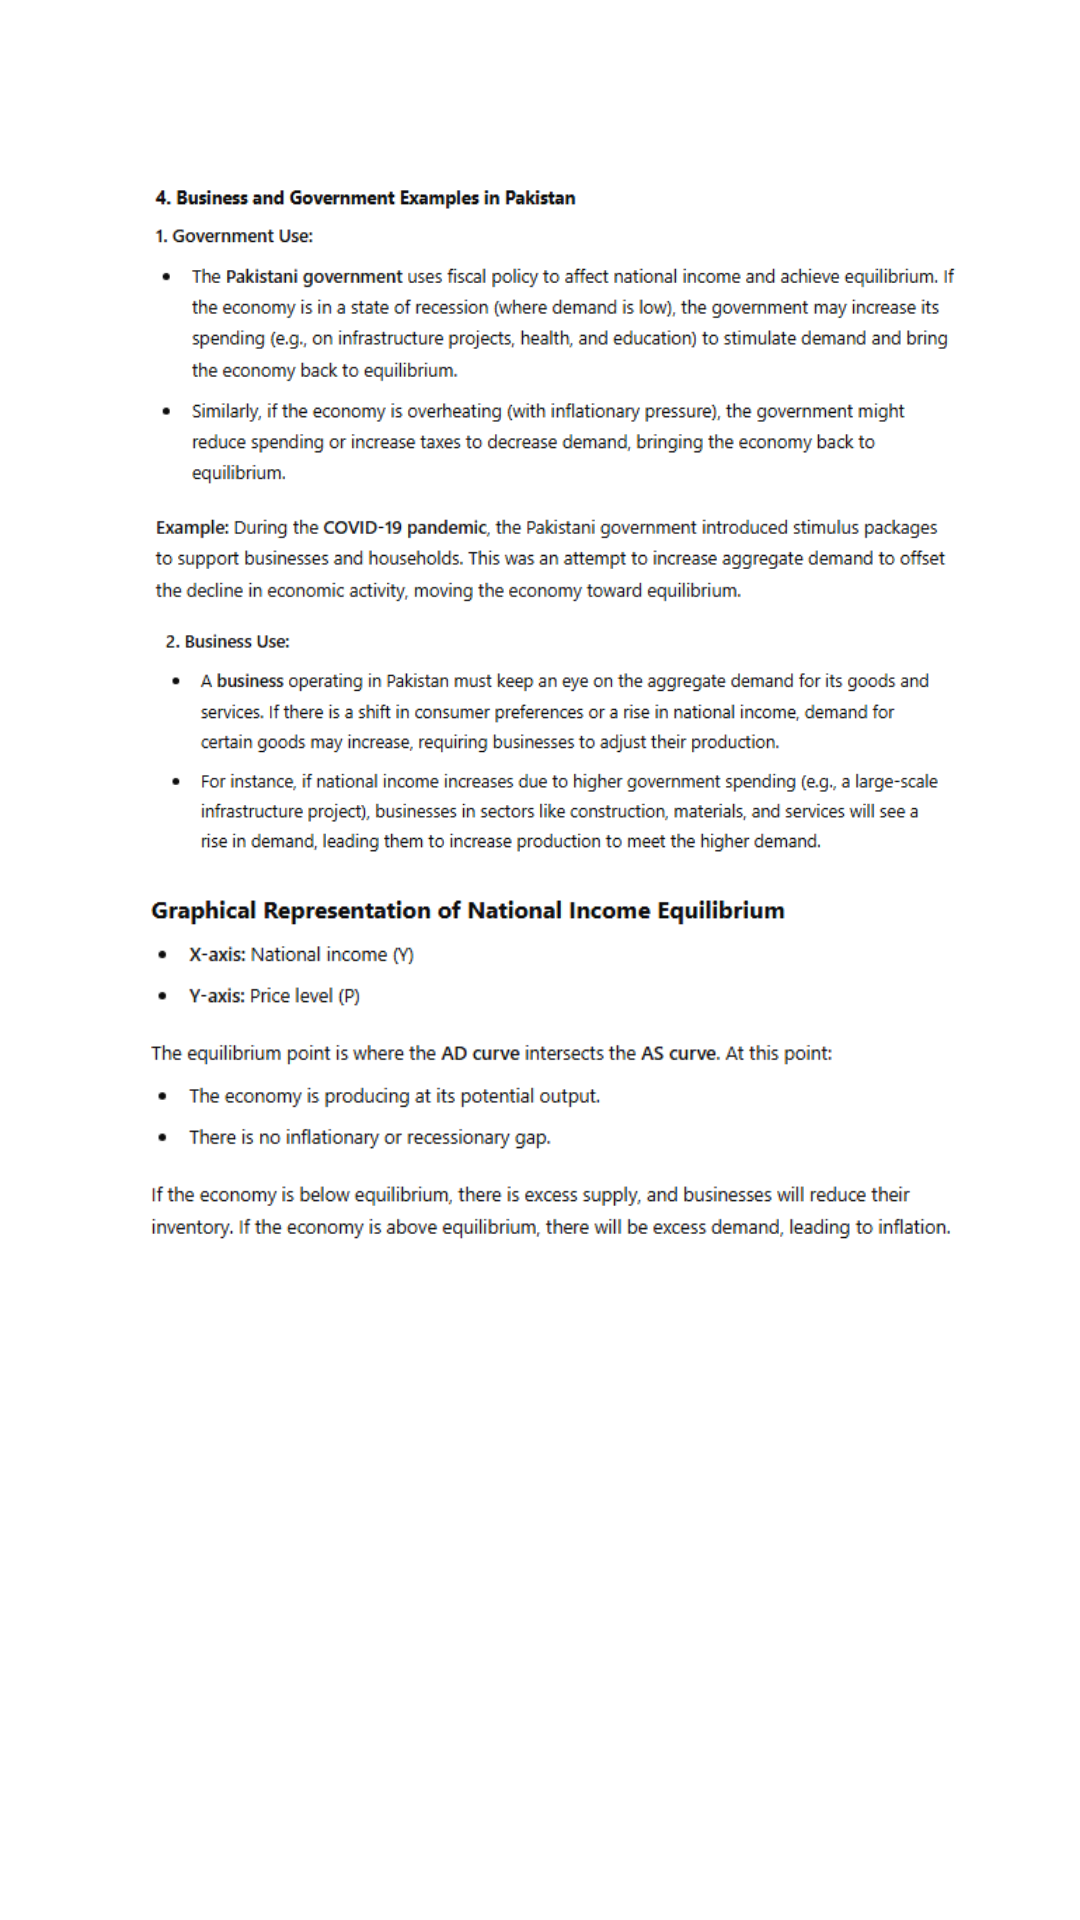 4. Business and Government Examples in Pakistan
1. Government Use:
• The Pakistani government uses fiscal policy to affect national income and achieve equilibrium. If
the economy is in a state of recession (where demand is low), the government may increase its
spending (e.g., on infrastructure projects, health, and education) to stimulate demand and bring
the economy back to equilibrium.
• Similarly, if the economy is overheating (with inflationary pressure), the government might
reduce spending or increase taxes to decrease demand, bringing the economy back to
equilibrium.
Example: During the COVID-19 pandemic, the Pakistani government introduced stimulus packages
to support businesses and households. This was an attempt to increase aggregate demand to offset
the decline in economic activity, moving the economy toward equilibrium.
2. Business Use:
• A business operating in Pakistan must keep an eye on the aggregate demand for its goods and
services. If there is a shift in consumer preferences or a rise in national income, demand for
certain goods may increase, requiring businesses to adjust their production.
• For instance, if national income increases due to higher government spending (e.g., a large-scale
infrastructure project), businesses in sectors like construction, materials, and services will see a
rise in demand, leading them to increase production to meet the higher demand.
Graphical Representation of National Income Equilibrium
• X-axis: National income (Y)
• Y-axis: Price level (P)
The equilibrium point is where the AD curve intersects the AS curve. At this point:
• The economy is producing at its potential output.
• There is no inflationary or recessionary gap.
If the economy is below equilibrium, there is excess supply, and businesses will reduce their
inventory. If the economy is above equilibrium, there will be excess demand, leading to inflation.